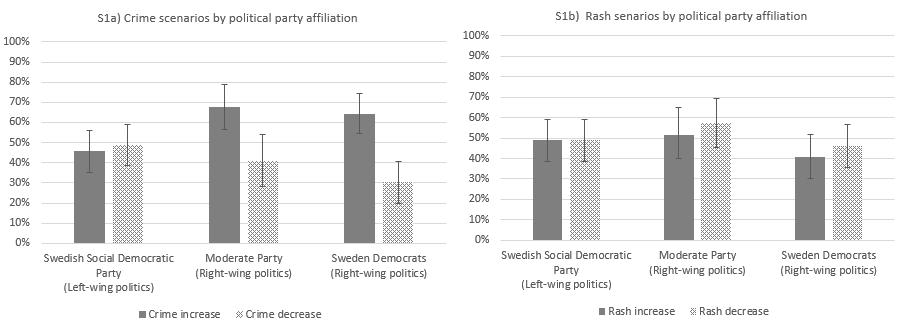 S1a) Crime scenarios by political party affiliation
100%
90%
80%
70%
60%
50%
40%
30%
20%
10%
0%
Swedish Social Democratic
Party
(Left-wing politics)
Moderate Party
(Right-wing politics)
Sweden Democrats
(Right-wing politics)
Crime increase
Crime decrease
S1b) Rash senarios by political party affiliation
100%
90%
80%
70%
60%
50%
40%
30%
20%
10%
0%
Swedish Social Democratic
Party
(Left-wing politics)
Moderate Party
(Right-wing politics)
Sweden Democrats
(Right-wing politics)
Rash increase
Rash decrease